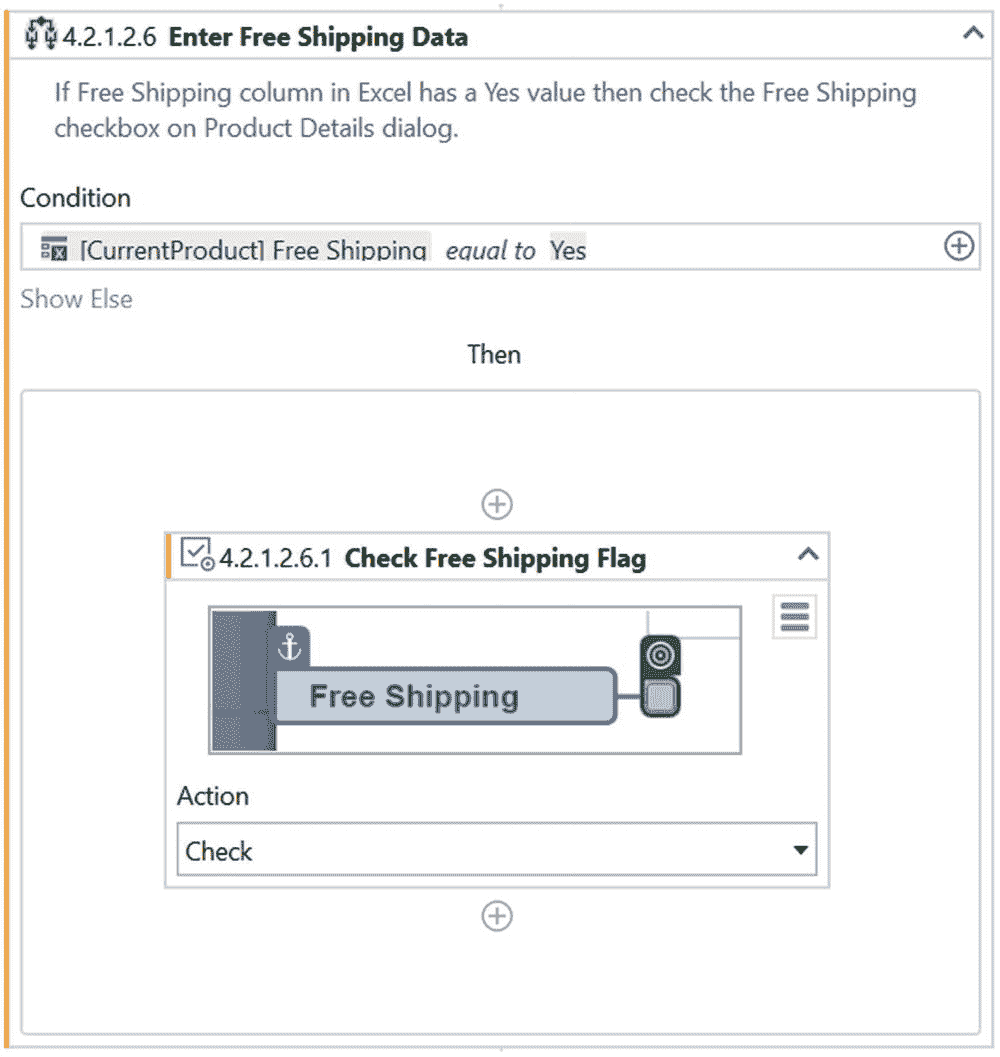 4.2.1.2.6 Enter Free Shipping Data
If Free Shipping column in Excel has a Yes value then check the Free Shipping
checkbox on Product Details dialog.
Condition
[CurrentProduct] Free Shipping equal to Yes
Show Else
Then
4.2.1.2.6.1 Check Free Shipping Flag
Free Shipping
Action
Check